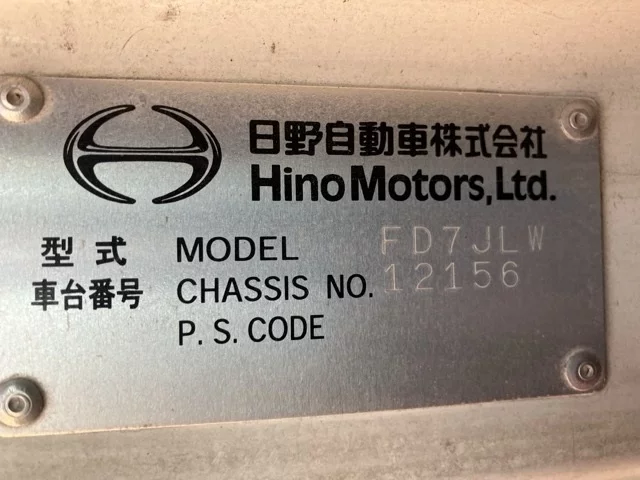 日野自動車株式会社
Hino Motors, Ltd.
型式 MODEL FD7JLW
車台番号 CHASSIS NO. 12156
P. S. CODE